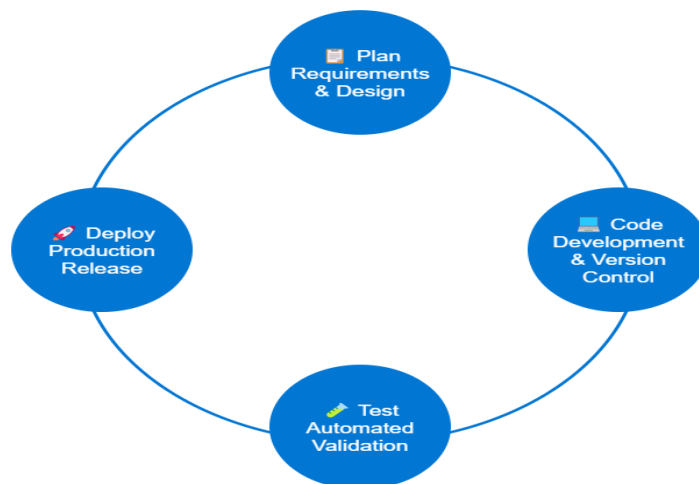 📋 Plan
Requirements
& Design
💻 Code
Development
& Version
Control
🧪 Test
Automated
Validation
🚀 Deploy
Production
Release